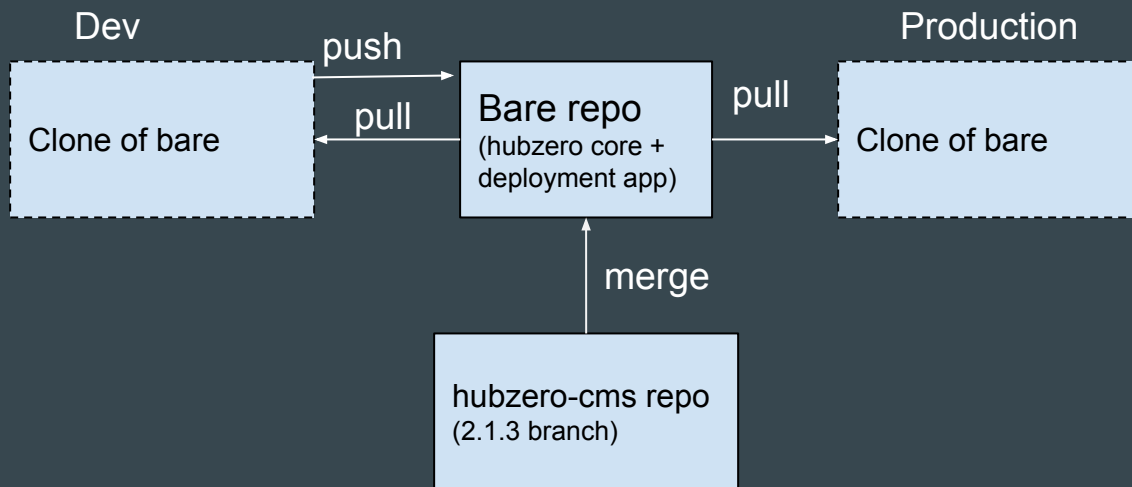 Dev
Production
push
pull
Clone of bare
Bare repo
(hubzero core +
deployment app)
pull
Clone of bare
merge
hubzero-cms repo
(2.1.3 branch)